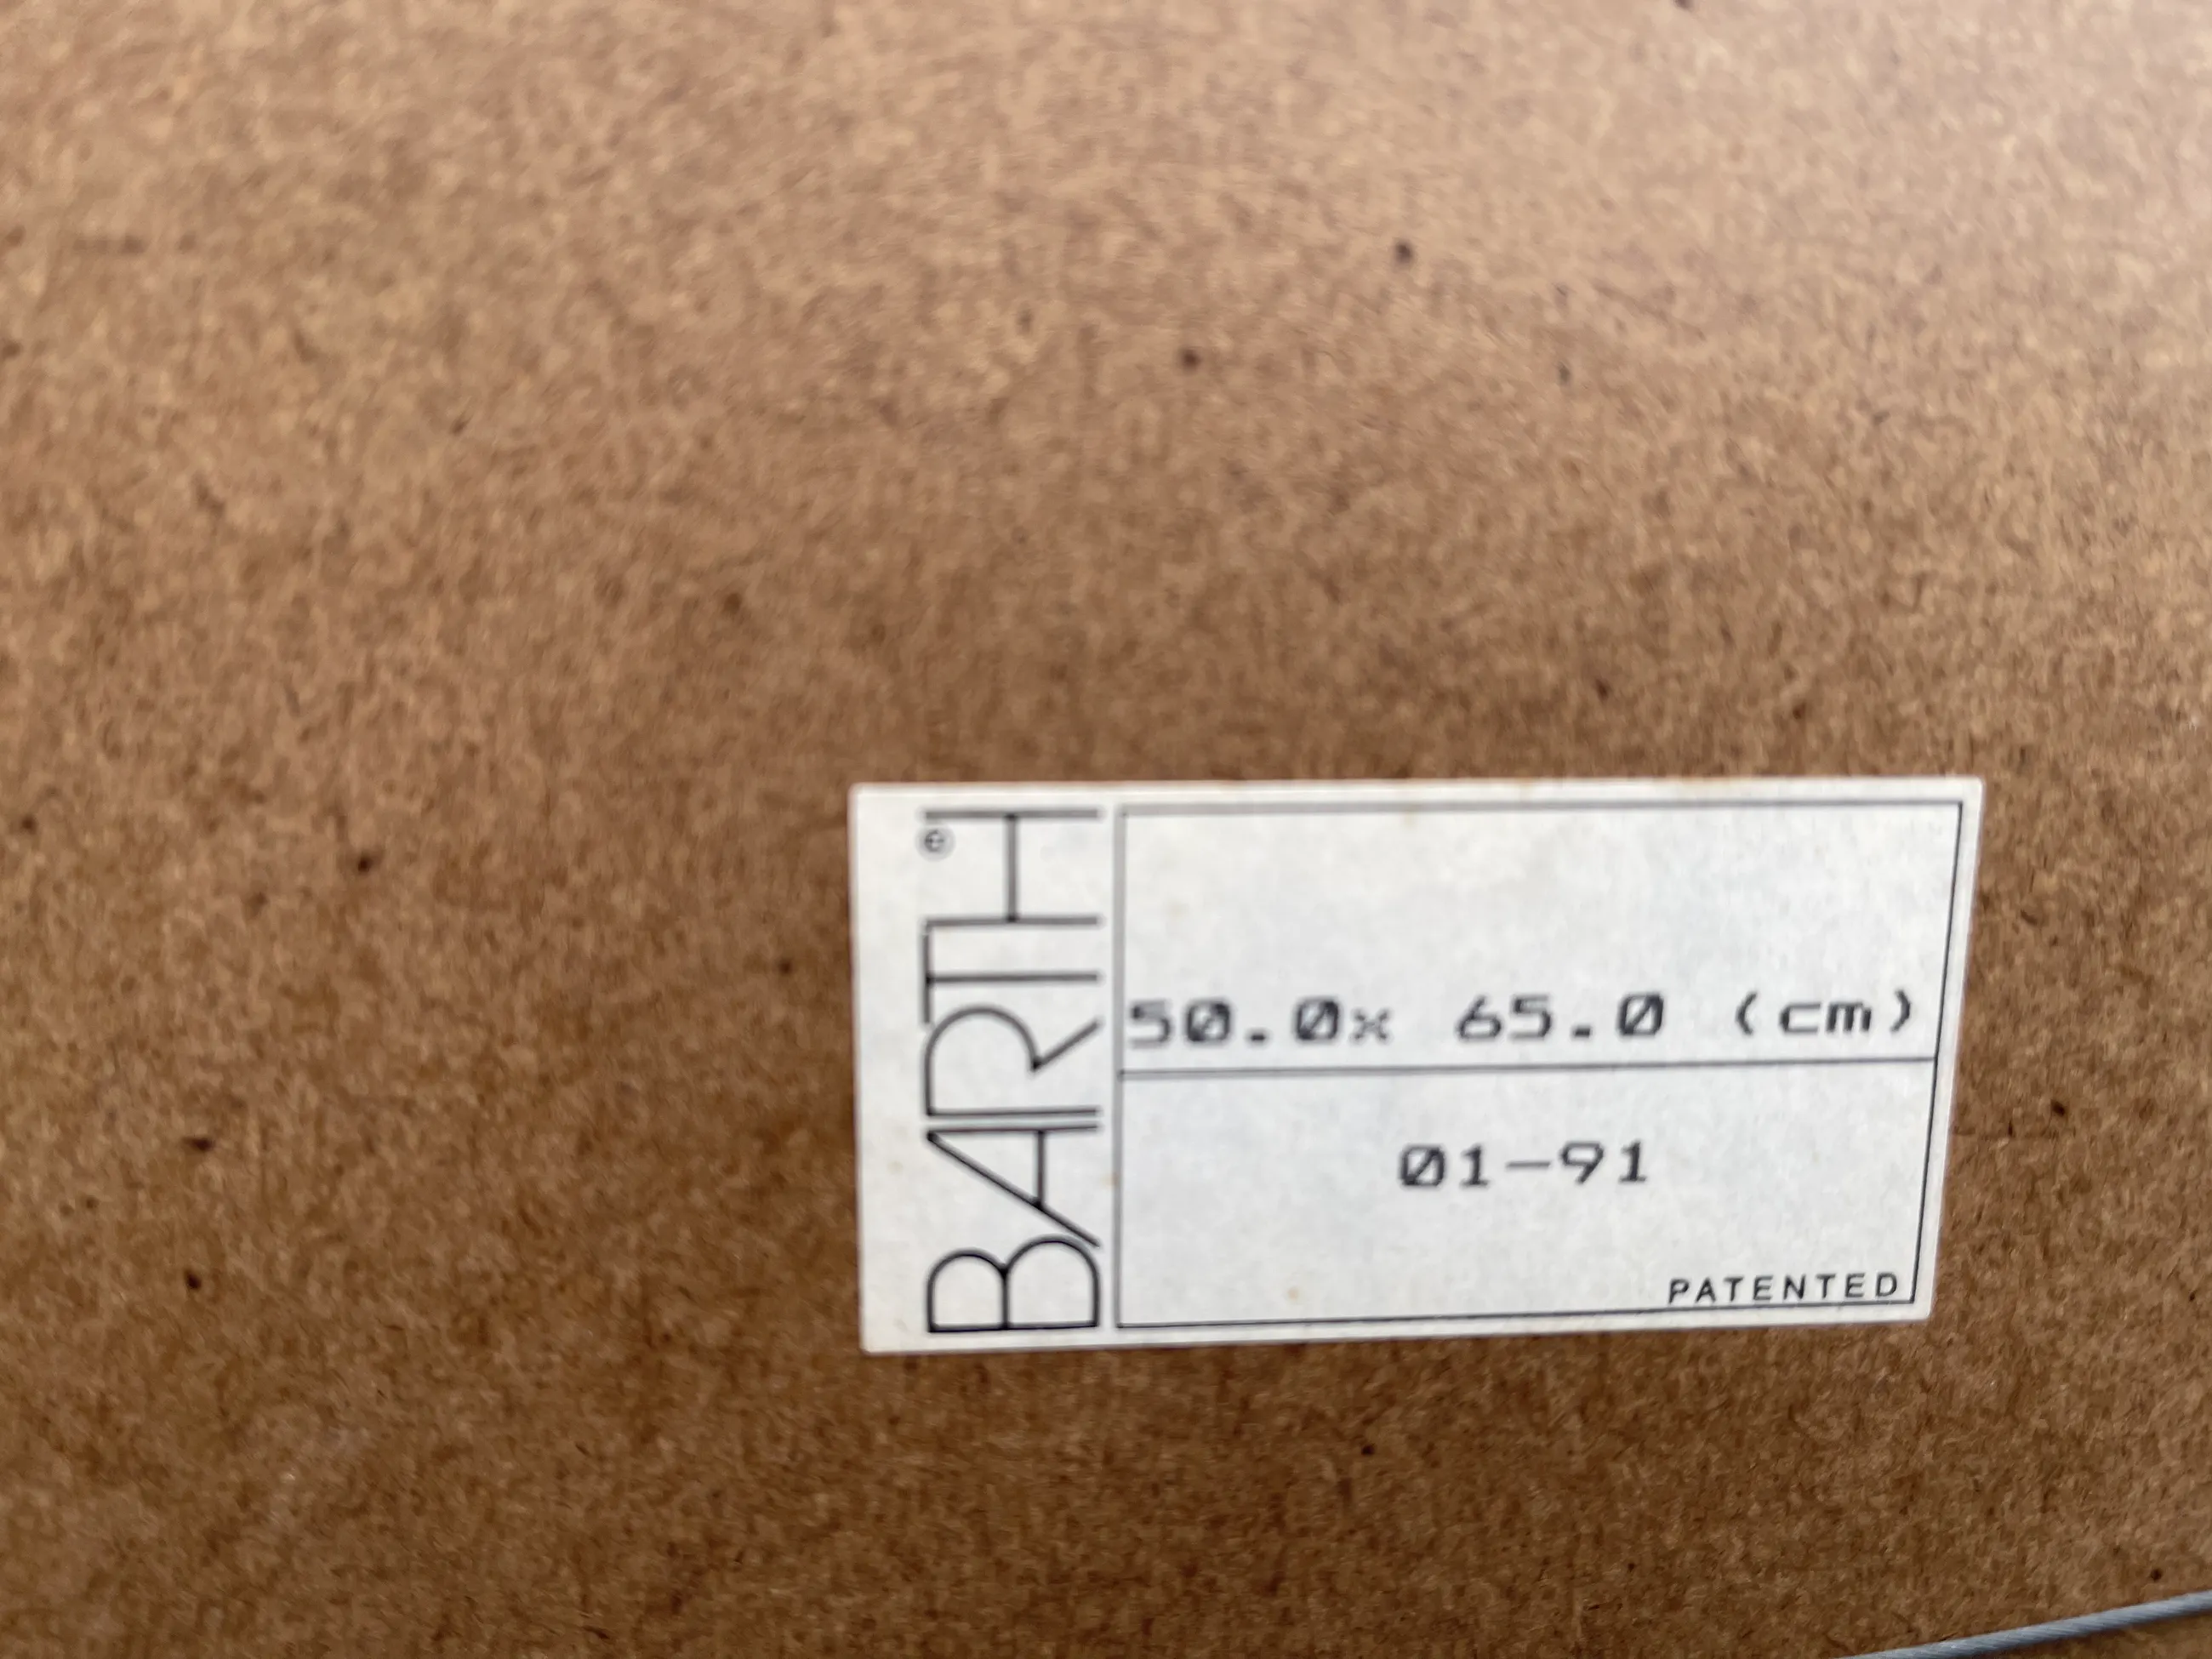 BARTH
50.0x 65.0 (cm)
01-91
PATENTED